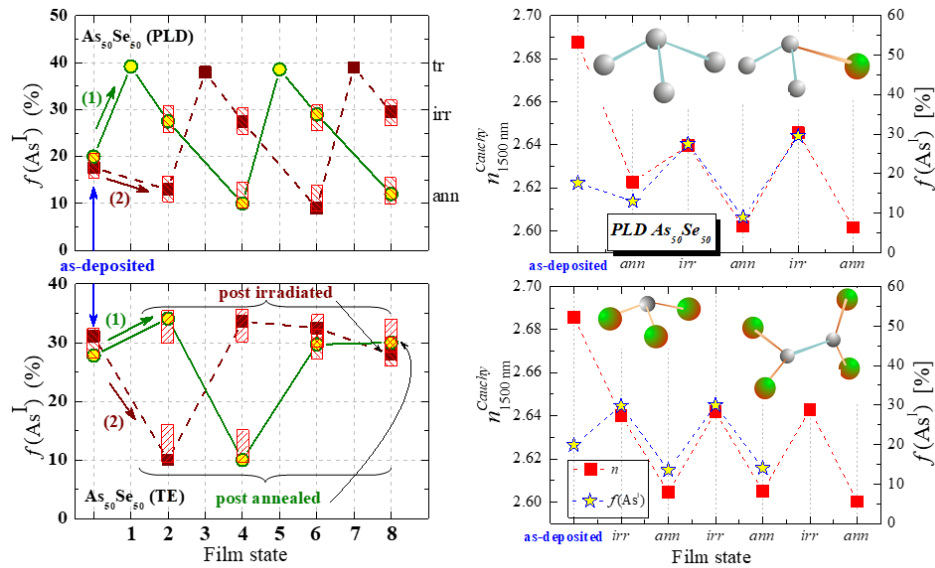 As50Se50 (PLD)
f(As^I) (%)
50
40
30
20
10
0
(1)
(2)
tr
irr
ann
as-deposited
40
30
20
10
0
f(As^I) (%)
(1)
(2)
post irradiated
post annealed
As50Se50 (TE)
1 2 3 4 5 6 7 8
Film state
2.70
2.68
2.66
2.64
2.62
2.60
n^Cauchy_1500 nm
60
50
40
30
20
10
0
f(As^I) [%]
PLD As50Se50
as-deposited ann irr ann irr ann
2.70
2.68
2.66
2.64
2.62
2.60
n^Cauchy_1500 nm
60
50
40
30
20
10
0
f(As^I) [%]
n
f(As^I)
as-deposited irr ann irr ann irr ann
Film state